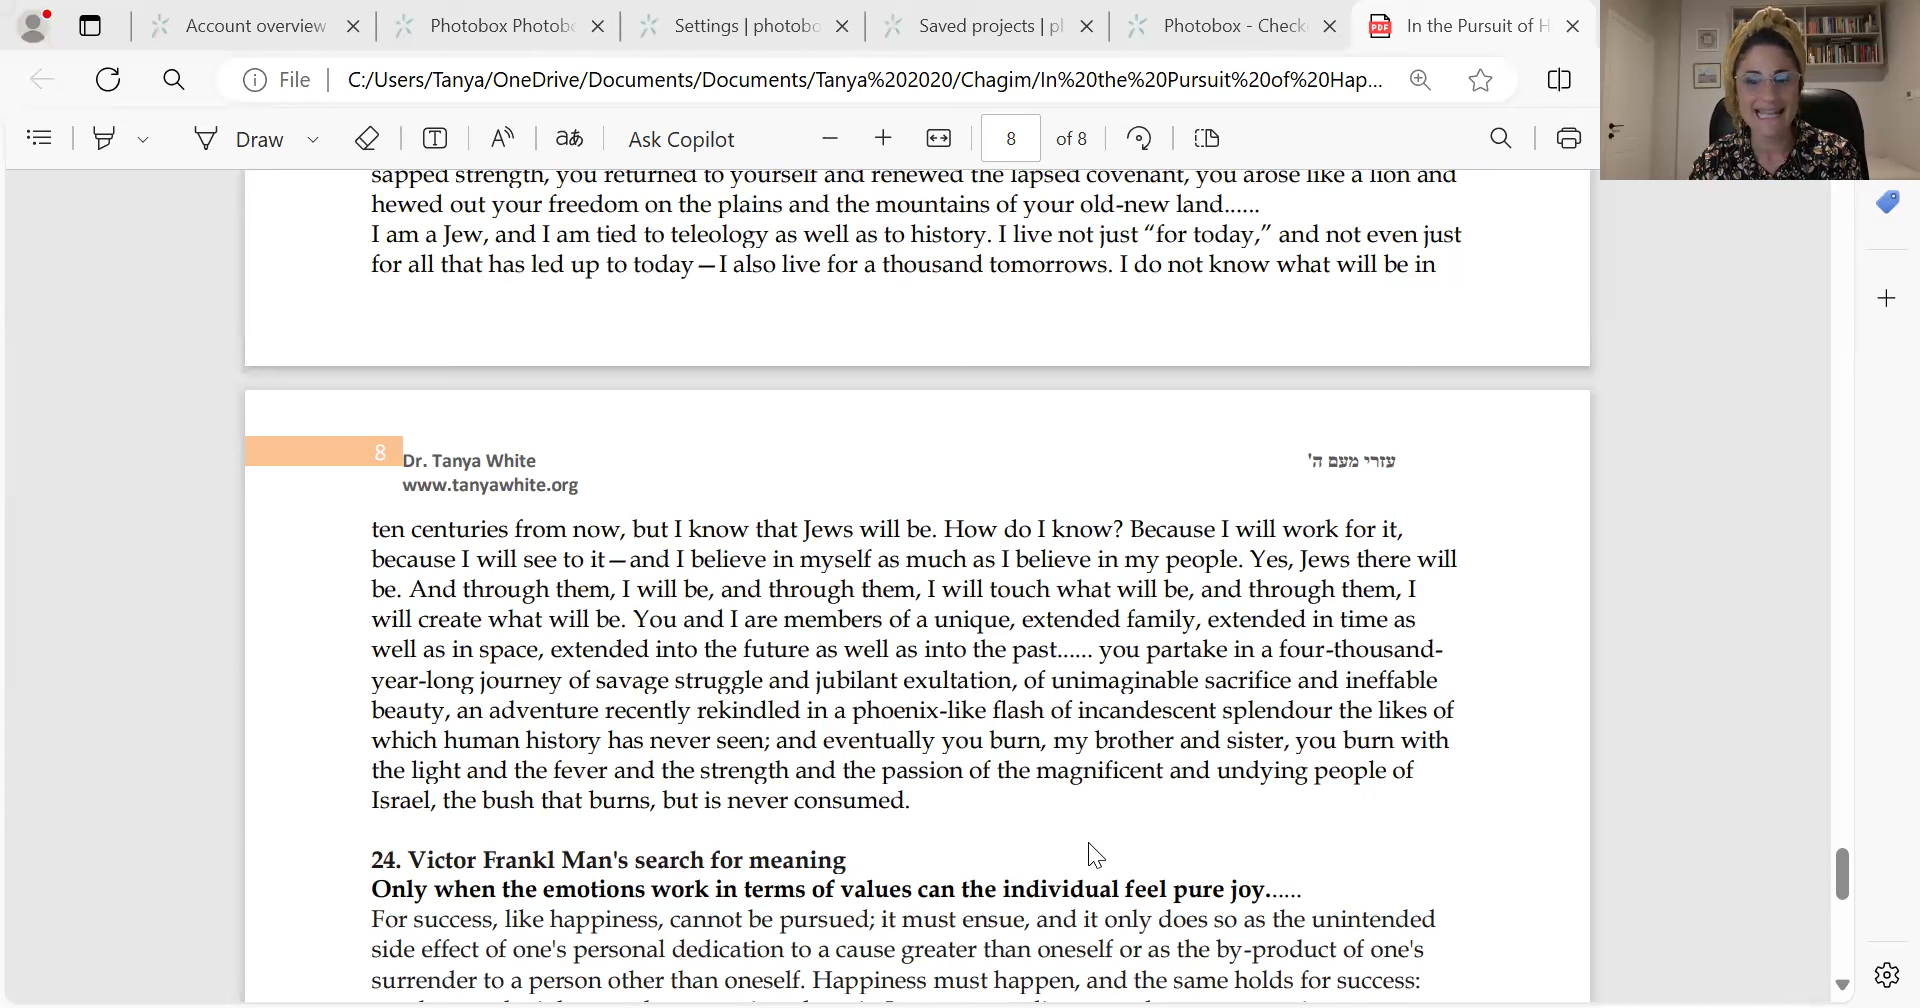 Account overview
Photobox Photobo
Settings | photobo
Saved projects | pl
Photobox - Check
In the Pursuit of H
File
C:/Users/Tanya/OneDrive/Documents/Documents/Tanya%202020/Chagim/In%20the%20Pursuit%20of%20Hap...
Draw
T
A
aあ
Ask Copilot
8
of 8
PDF
sapped strength, you returned to yourself and renewed the lapsed covenant, you arose like a lion and
hewed out your freedom on the plains and the mountains of your old-new land......
I am a Jew, and I am tied to teleology as well as to history. I live not just “for today,” and not even just
for all that has led up to today—I also live for a thousand tomorrows. I do not know what will be in
8
Dr. Tanya White
עזרי מעם ה'
www.tanyawhite.org
ten centuries from now, but I know that Jews will be. How do I know? Because I will work for it,
because I will see to it—and I believe in myself as much as I believe in my people. Yes, Jews there will
be. And through them, I will be, and through them, I will touch what will be, and through them, I
will create what will be. You and I are members of a unique, extended family, extended in time as
well as in space, extended into the future as well as into the past...... you partake in a four-thousand-
year-long journey of savage struggle and jubilant exultation, of unimaginable sacrifice and ineffable
beauty, an adventure recently rekindled in a phoenix-like flash of incandescent splendour the likes of
which human history has never seen; and eventually you burn, my brother and sister, you burn with
the light and the fever and the strength and the passion of the magnificent and undying people of
Israel, the bush that burns, but is never consumed.
24. Victor Frankl Man's search for meaning
Only when the emotions work in terms of values can the individual feel pure joy......
For success, like happiness, cannot be pursued; it must ensue, and it only does so as the unintended
side effect of one's personal dedication to a cause greater than oneself or as the by-product of one's
surrender to a person other than oneself. Happiness must happen, and the same holds for success: